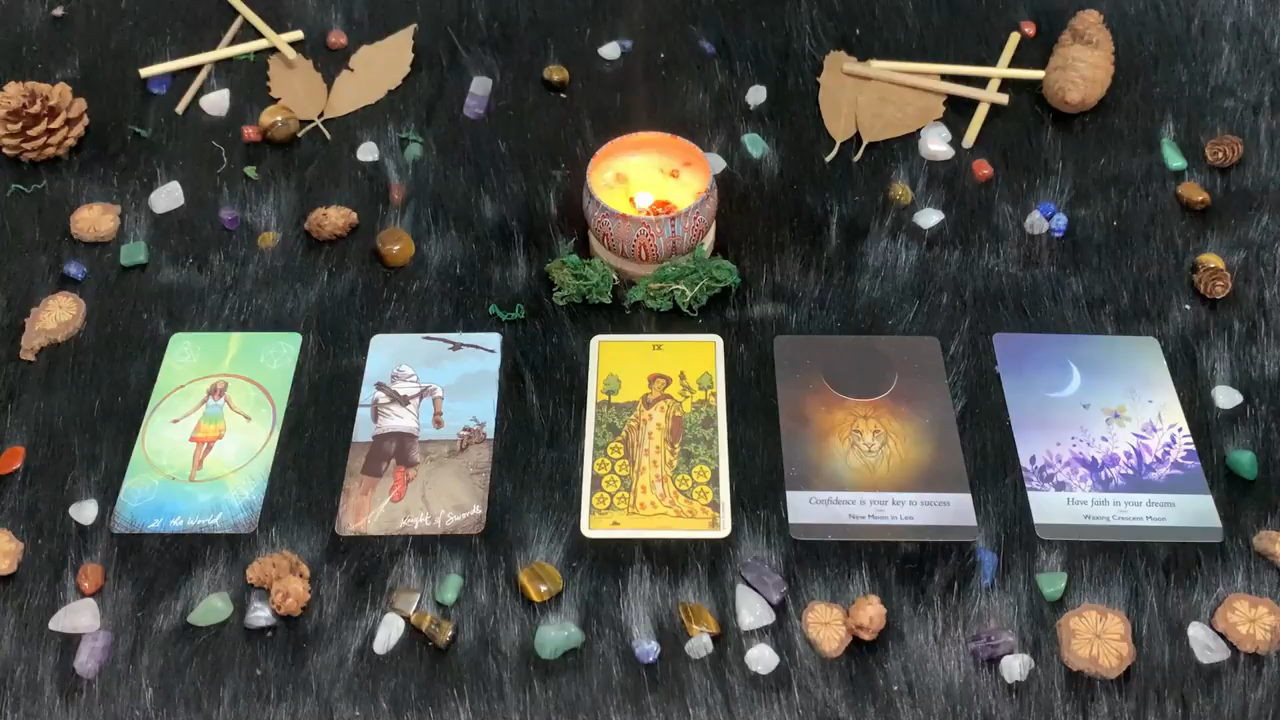 21. the World
Knight of Swords
IX
Confidence is your key to success
New Moon in Leo
Have faith in your dreams
Waxing Crescent Moon